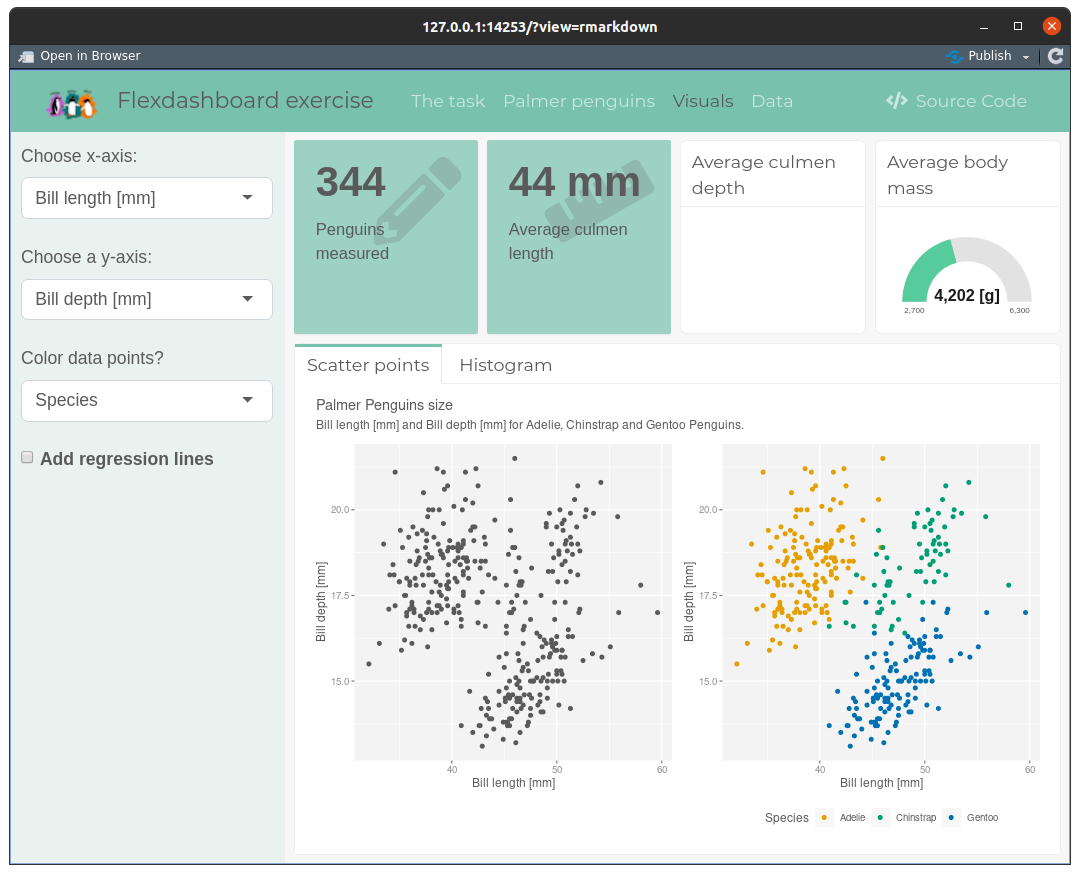 127.0.0.1:14253/?view=rmarkdown
Open in Browser
Publish
Flexdashboard exercise
The task
Palmer penguins
Visuals
Data
</> Source Code
Choose x-axis:
Bill length [mm]
Choose a y-axis:
Bill depth [mm]
Color data points?
Species
Add regression lines
344
Penguins
measured
44 mm
Average culmen
length
Average culmen
depth
Average body
mass
4,202 [g]
2,700
6,300
Scatter points
Histogram
Palmer Penguins size
Bill length [mm] and Bill depth [mm] for Adelie, Chinstrap and Gentoo Penguins.
Bill depth [mm]
20.0
17.5
15.0
40
50
60
Bill length [mm]
Bill depth [mm]
20.0
17.5
15.0
40
50
60
Bill length [mm]
Species
Adelie
Chinstrap
Gentoo